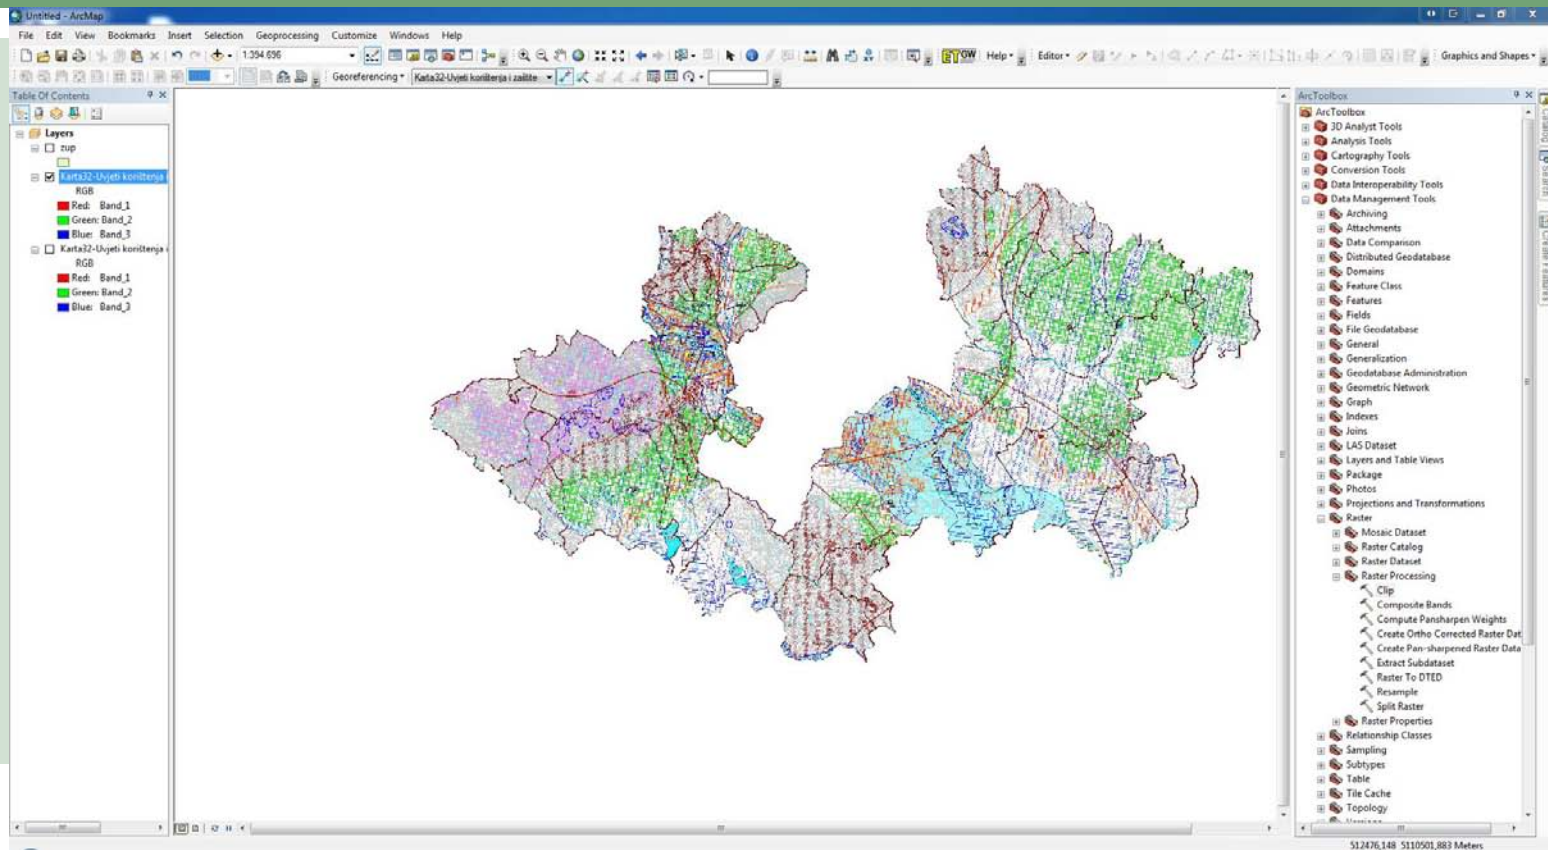 Untitled - ArcMap
File Edit View Bookmarks Insert Selection Geoprocessing Customize Windows Help
1:394.696 ET GW Help Editor Graphics and Shapes
Georeferencing Karta32-Uvjeti korištenja i zaštite
Table Of Contents
Layers
zup
Karta32-Uvjeti korištenja i
RGB
Red: Band_1
Green: Band_2
Blue: Band_3
Karta32-Uvjeti korištenja i
RGB
Red: Band_1
Green: Band_2
Blue: Band_3
ArcToolbox
ArcToolbox
3D Analyst Tools
Analysis Tools
Cartography Tools
Conversion Tools
Data Interoperability Tools
Data Management Tools
Archiving
Attachments
Data Comparison
Distributed Geodatabase
Domains
Feature Class
Features
Fields
File Geodatabase
General
Generalization
Geodatabase Administration
Geometric Network
Graph
Indexes
Joins
LAS Dataset
Layers and Table Views
Package
Photos
Projections and Transformations
Raster
Mosaic Dataset
Raster Catalog
Raster Dataset
Raster Processing
Clip
Composite Bands
Compute Pansharpen Weights
Create Ortho Corrected Raster Dat
Create Pan-sharpened Raster Data
Extract Subdataset
Raster To DTED
Resample
Split Raster
Raster Properties
Relationship Classes
Sampling
Subtypes
Table
Tile Cache
Topology
Catalog
Search
Create Features
512476,148 5110501,883 Meters